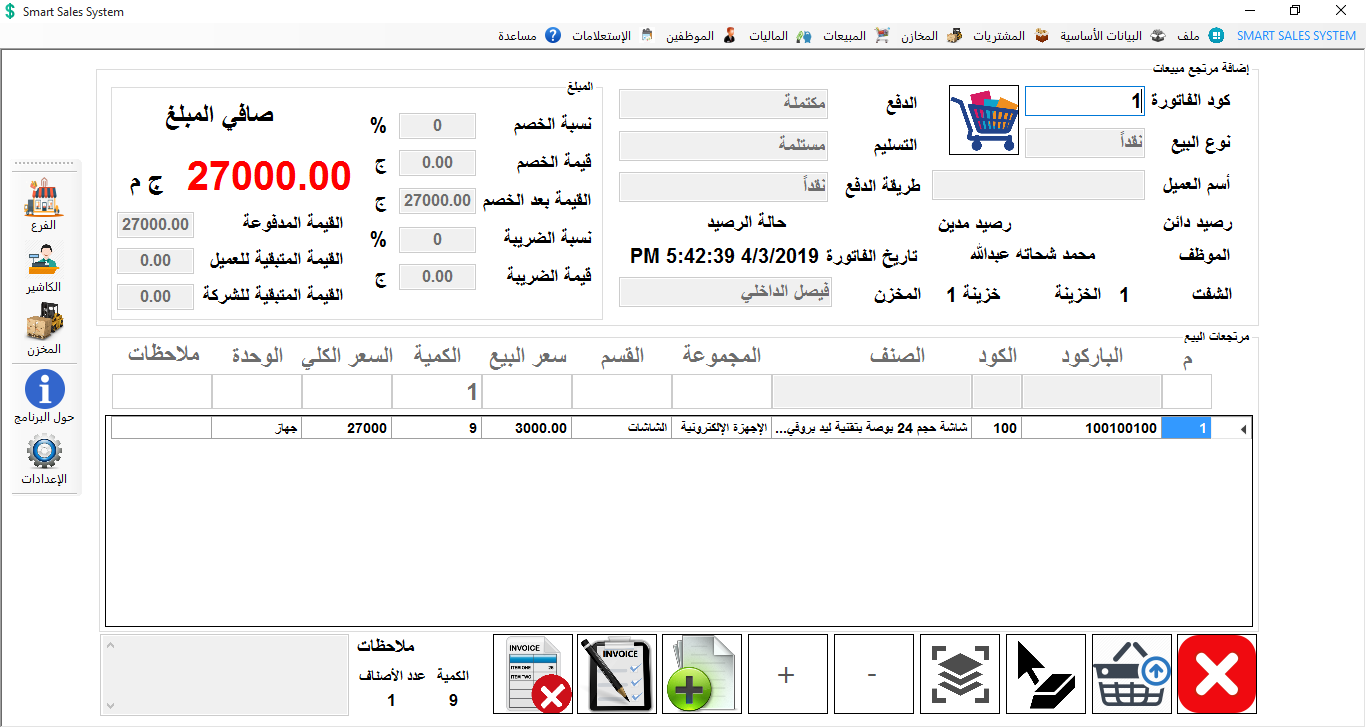 Smart Sales System
SMART SALES SYSTEM ملف البيانات الأساسية المشتريات المخازن المبيعات الماليات الموظفين الإستعلامات مساعدة
إضافة مرتجع مبيعات
كود الفاتورة 1
نوع البيع نقداً
أسم العميل
رصيد دائن رصيد مدين حالة الرصيد
الموظف محمد شحاته عبدالله
الشفت 1 الخزينة خزينة 1
الدفع مكتملة
التسليم مستلمة
طريقة الدفع نقداً
تاريخ الفاتورة 4/3/2019 5:42:39 PM
المخزن فيصل الداخلي
المبلغ
نسبة الخصم 0 %
قيمة الخصم 0.00 ج
القيمة بعد الخصم 27000.00 ج
نسبة الضريبة 0 %
قيمة الضريبة 0.00 ج
صافي المبلغ
27000.00 ج م
القيمة المدفوعة 27000.00
القيمة المتبقية للعميل 0.00
القيمة المتبقية للشركة 0.00
الفرع
الكاشير
المخزن
حول البرنامج
الإعدادات
مرتجعات البيع
م الباركود الكود الصنف المجموعة القسم سعر البيع الكمية السعر الكلي الوحدة ملاحظات
1
1 100100100 100 شاشة حجم 24 بوصة بتقنية ليد بروفي... الإجهزة الإلكترونية الشاشات 3000.00 9 27000 جهاز
- +
INVOICE
INVOICE
ITEM ONE 25
ITEM TWO
ملاحظات
الكمية عدد الأصناف
9 1